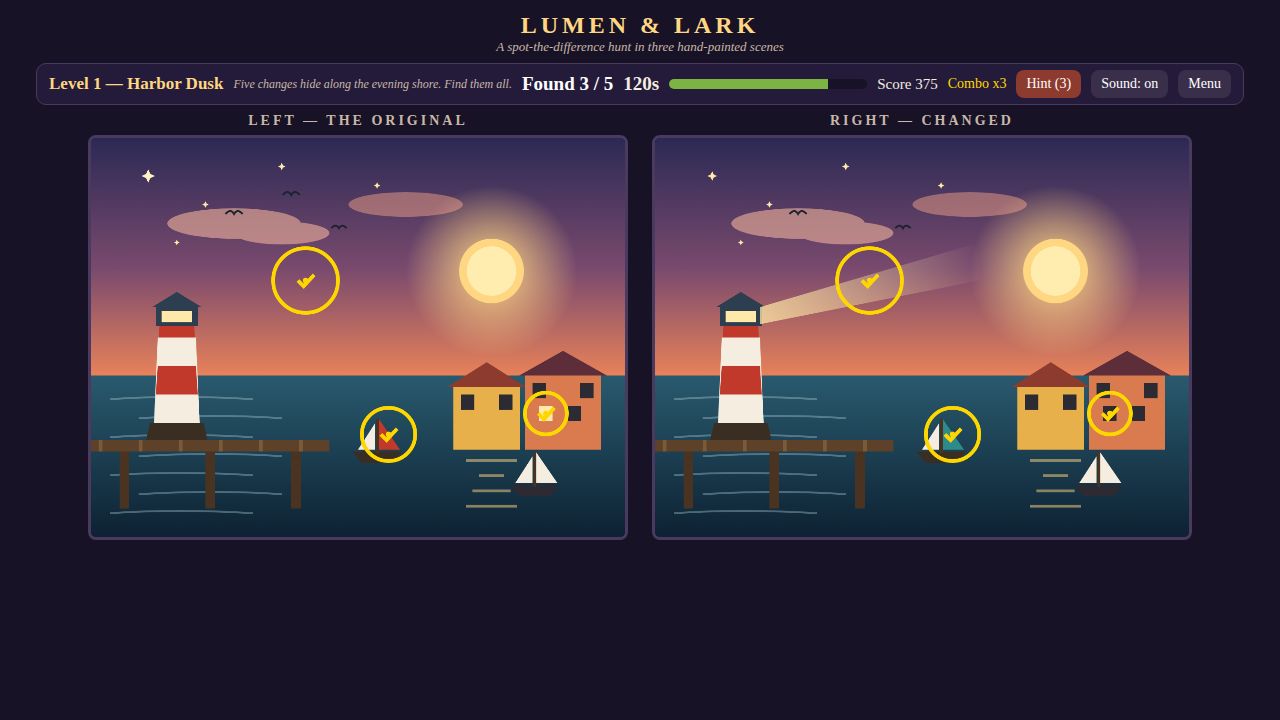 LUMEN & LARK
A spot-the-difference hunt in three hand-painted scenes
Level 1 — Harbor Dusk Five changes hide along the evening shore. Find them all. Found 3 / 5 120s Score 375 Combo x3 Hint (3) Sound: on Menu
LEFT — THE ORIGINAL
RIGHT — CHANGED